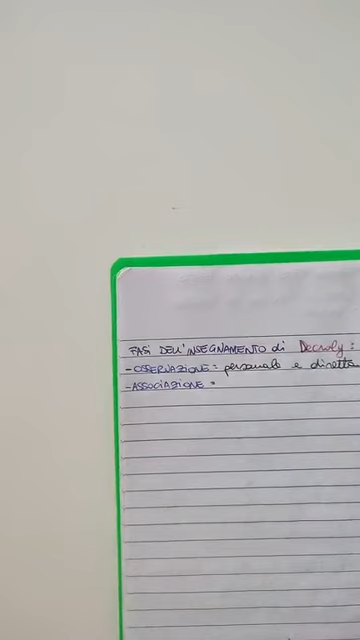 FASI DELL'INSEGNAMENTO di Decroly:
-OSSERVAZIONE= personale e diretta
-ASSOCIAZIONE =